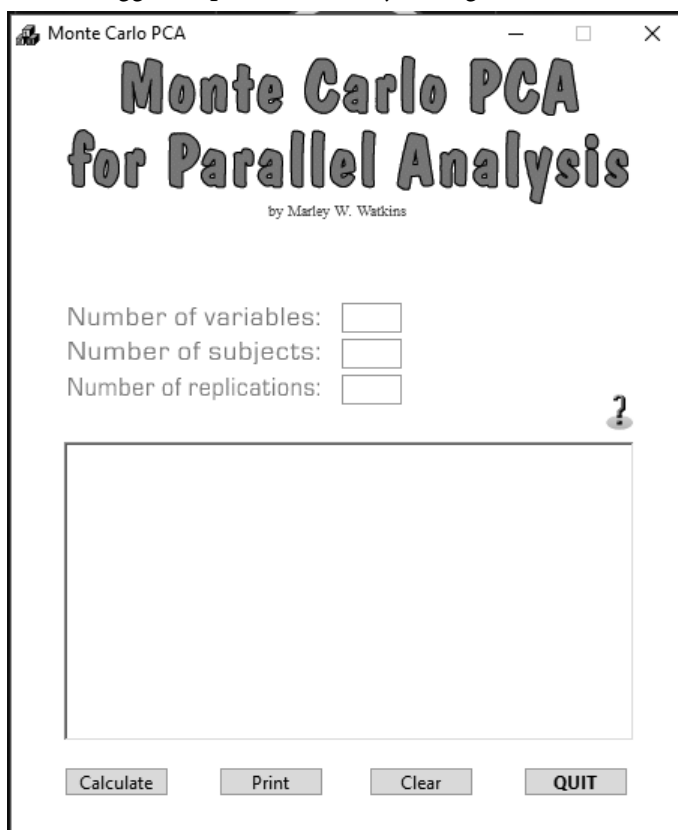 Monte Carlo PCA
Monte Carlo PCA
for Parallel Analysis
by Marley W. Watkins
Number of variables:
Number of subjects:
Number of replications:
?
Calculate Print Clear QUIT